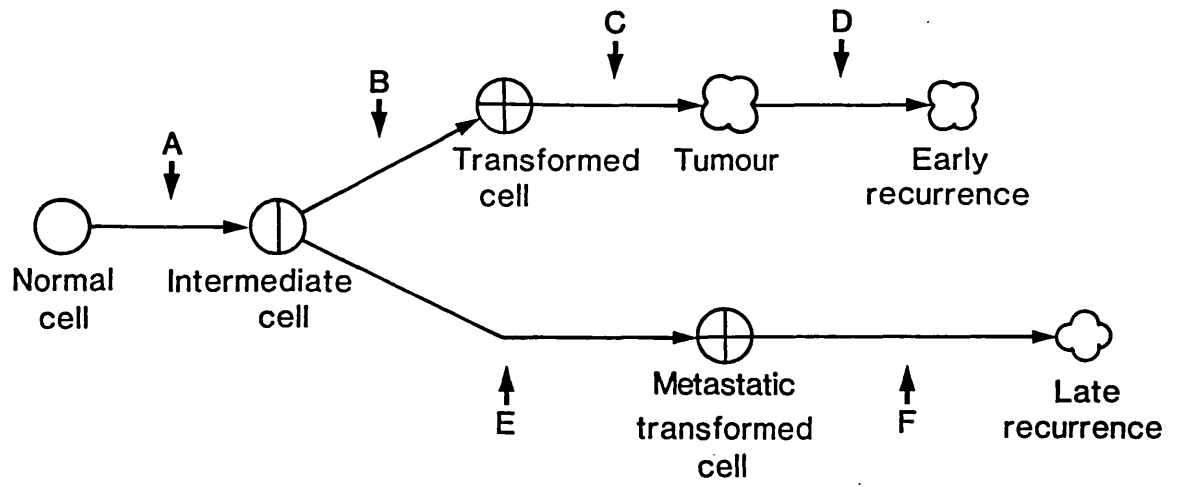 C
D
B
A
Transformed
cell
Tumour
Early
recurrence
Normal
cell
Intermediate
cell
Metastatic
transformed
cell
E
F
Late
recurrence